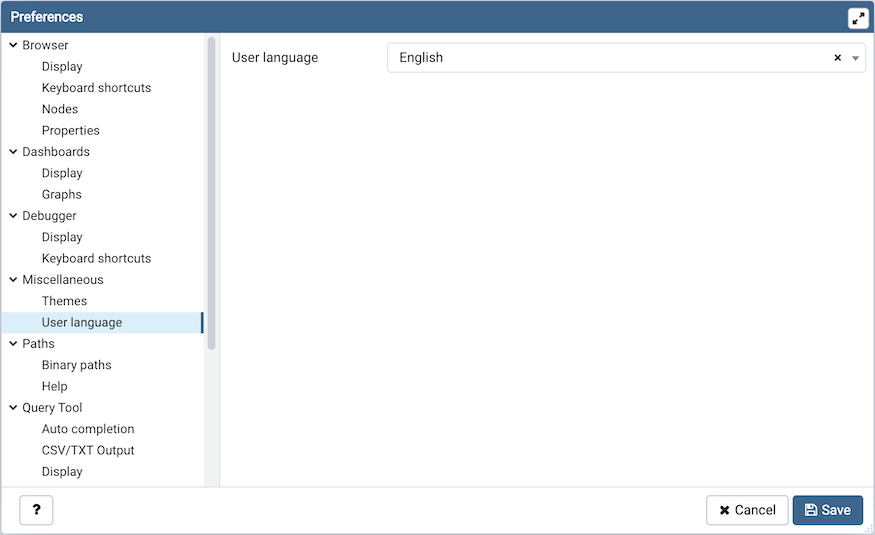 Preferences
Browser
Display
Keyboard shortcuts
Nodes
Properties
Dashboards
Display
Graphs
Debugger
Display
Keyboard shortcuts
Miscellaneous
Themes
User language
Paths
Binary paths
Help
Query Tool
Auto completion
CSV/TXT Output
Display
User language English
? Cancel Save